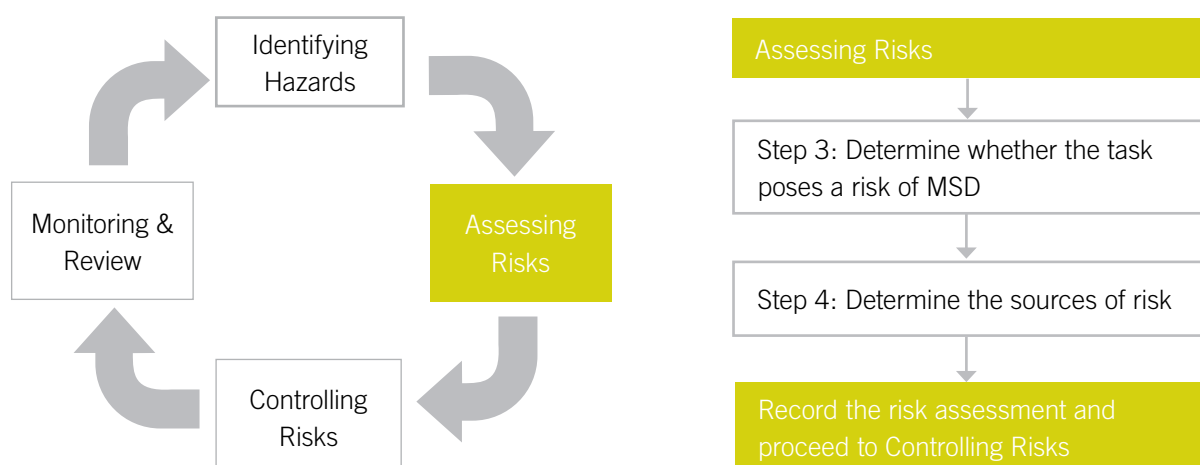 Identifying
Hazards
Assessing
Risks
Controlling
Risks
Monitoring &
Review
Assessing Risks
Step 3: Determine whether the task
poses a risk of MSD
Step 4: Determine the sources of risk
Record the risk assessment and
proceed to Controlling Risks